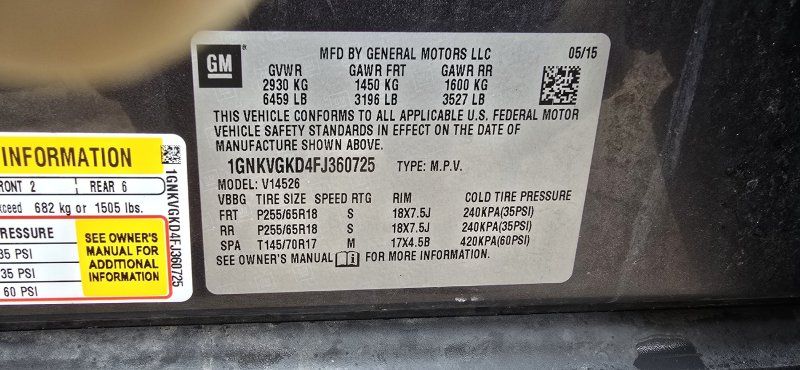 GM
MFD BY GENERAL MOTORS LLC 05/15
GVWR GAWR FRT GAWR RR
2930 KG 1450 KG 1600 KG
6459 LB 3196 LB 3527 LB
THIS VEHICLE CONFORMS TO ALL APPLICABLE U.S. FEDERAL MOTOR
VEHICLE SAFETY STANDARDS IN EFFECT ON THE DATE OF
MANUFACTURE SHOWN ABOVE.
1GNKVGKD4FJ360725 TYPE: M.P.V.
MODEL: V14526
VBBG TIRE SIZE SPEED RTG RIM COLD TIRE PRESSURE
FRT P255/65R18 S 18X7.5J 240KPA(35PSI)
RR P255/65R18 S 18X7.5J 240KPA(35PSI)
SPA T145/70R17 M 17X4.5B 420KPA(60PSI)
SEE OWNER'S MANUAL FOR MORE INFORMATION.
INFORMATION
RONT 2 REAR 6
xceed 682 kg or 1505 lbs.
RESSURE
35 PSI
35 PSI
60 PSI
SEE OWNER'S
MANUAL FOR
ADDITIONAL
INFORMATION
1GNKVGKD4FJ360725